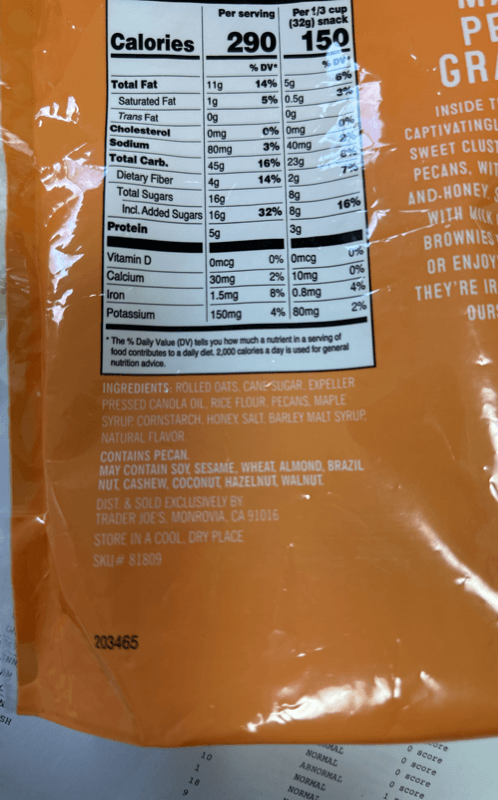 Per serving Per 1/3 cup
(32g) snack
Calories 290 150
% DV* % DV*
Total Fat 11g 14% 5g 6%
Saturated Fat 1g 5% 0.5g 3%
Trans Fat 0g 0g
Cholesterol 0mg 0% 0mg 0%
Sodium 80mg 3% 40mg
Total Carb. 45g 16% 23g
Dietary Fiber 4g 14% 2g
Total Sugars 16g 8g
Incl. Added Sugars 16g 32% 8g 16%
Protein 5g 3g
Vitamin D 0mcg 0% 0mcg 0%
Calcium 30mg 2% 10mg 0%
Iron 1.5mg 8% 0.8mg 4%
Potassium 150mg 4% 80mg 2%
* The % Daily Value (DV) tells you how much a nutrient in a serving of
food contributes to a daily diet. 2,000 calories a day is used for general
nutrition advice.
INGREDIENTS: ROLLED OATS, CANE SUGAR, EXPELLER
PRESSED CANOLA OIL, RICE FLOUR, PECANS, MAPLE
SYRUP, CORNSTARCH, HONEY, SALT, BARLEY MALT SYRUP,
NATURAL FLAVOR.
CONTAINS PECAN.
MAY CONTAIN SOY, SESAME, WHEAT, ALMOND, BRAZIL
NUT, CASHEW, COCONUT, HAZELNUT, WALNUT.
DIST. & SOLD EXCLUSIVELY BY
TRADER JOE'S, MONROVIA, CA 91016
STORE IN A COOL, DRY PLACE
SKU# 81809
203465
PE
GRA
INSIDE T
CAPTIVATINGL
SWEET CLUST
PECANS, WIT
AND-HONEY
WITH MILK
BROWNIES
OR ENJOY
THEY'RE IR
OURS
10
1 NORMAL 0 score
18 ABNORMAL 0 score
9 NORMAL 0 score
NORMAL 0 score